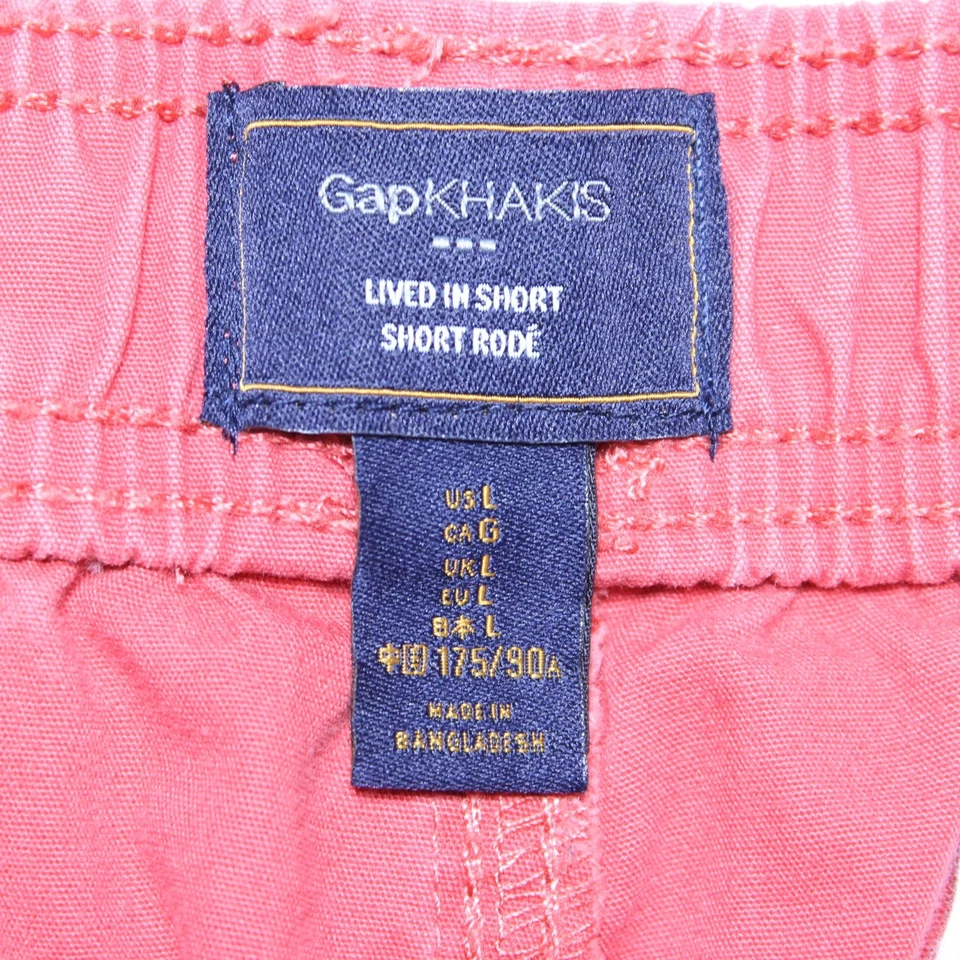 GapKHAKIS
LIVED IN SHORT
SHORT RODÉ
US L
CA G
UK L
EU L
日本 L
中国 175/90A
MADE IN
BANGLADESH